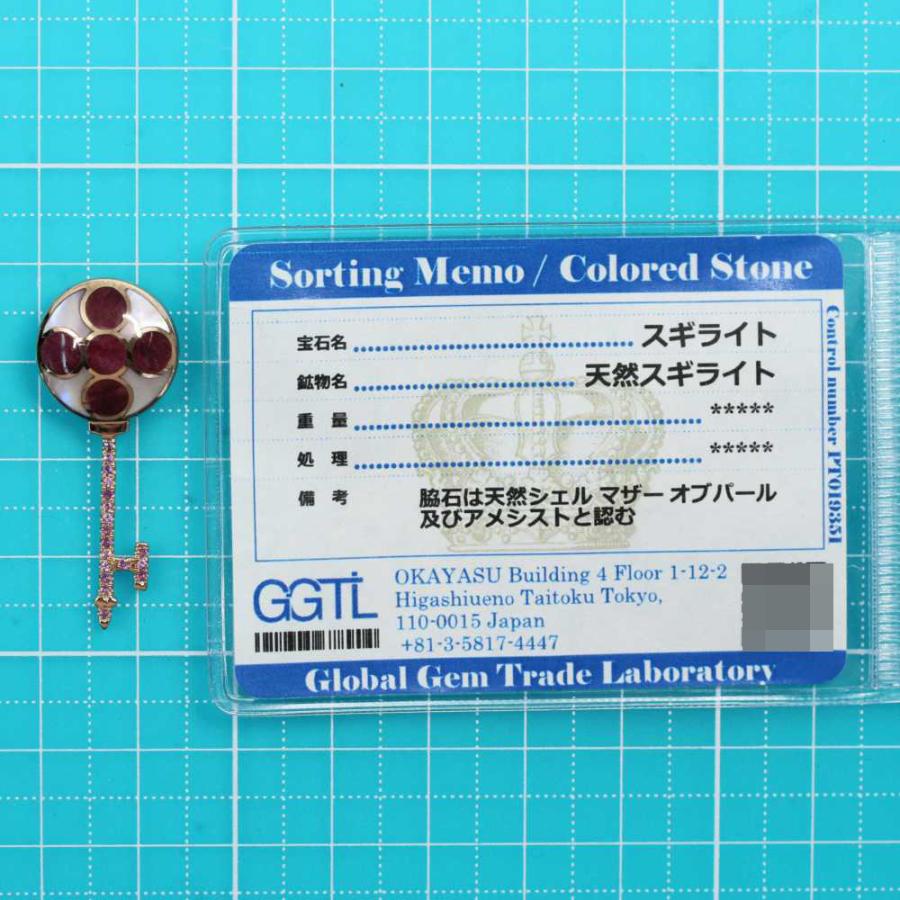 Sorting Memo / Colored Stone
宝石名 スギライト
鉱物名 天然スギライト
重 量 *****
処 理 *****
備 考 脇石は天然シェル マザー オブパール
及びアメシストと認む
Control number PT019351
GGTL
OKAYASU Building 4 Floor 1-12-2
Higashiueno Taitoku Tokyo,
110-0015 Japan
+81-3-5817-4447
Global Gem Trade Laboratory